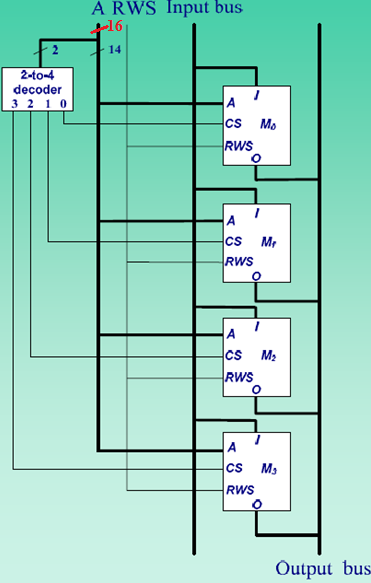 A RWS Input bus
16
2
14
2-to-4
decoder
3 2 1 0
I
A
CS M0
RWS
O
I
A
CS M1
RWS
O
I
A
CS M2
RWS
O
I
A
CS M3
RWS
O
Output bus